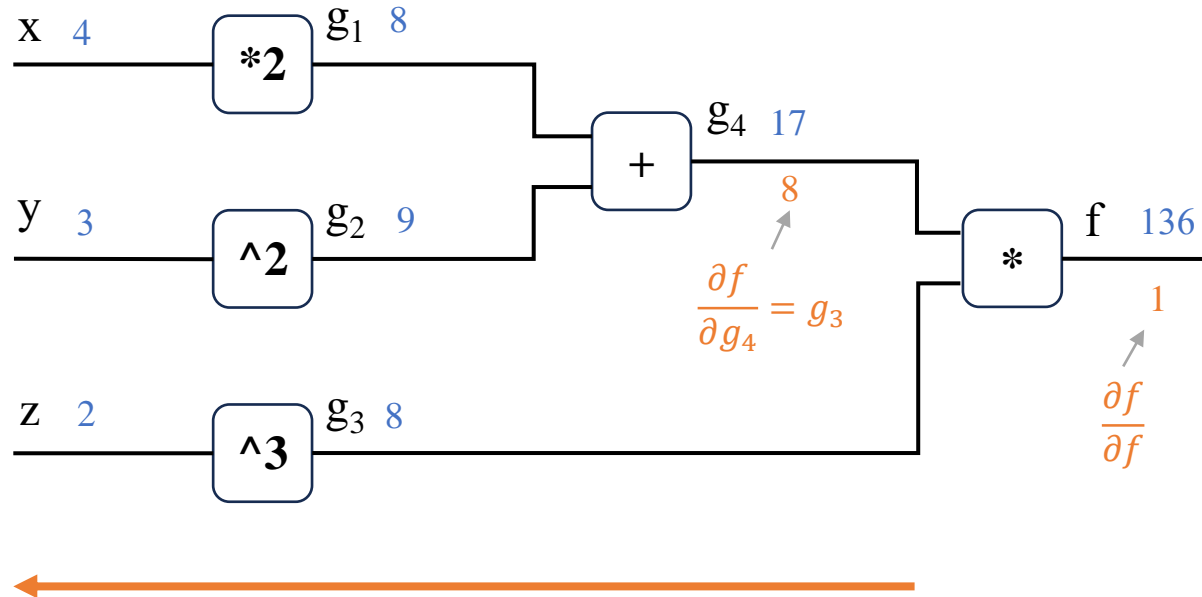 x 4
*2
g₁ 8
y 3
^2
g₂ 9
+
g₄ 17
8
∂f/∂g₄ = g₃
z 2
^3
g₃ 8
*
f 136
1
∂f/∂f